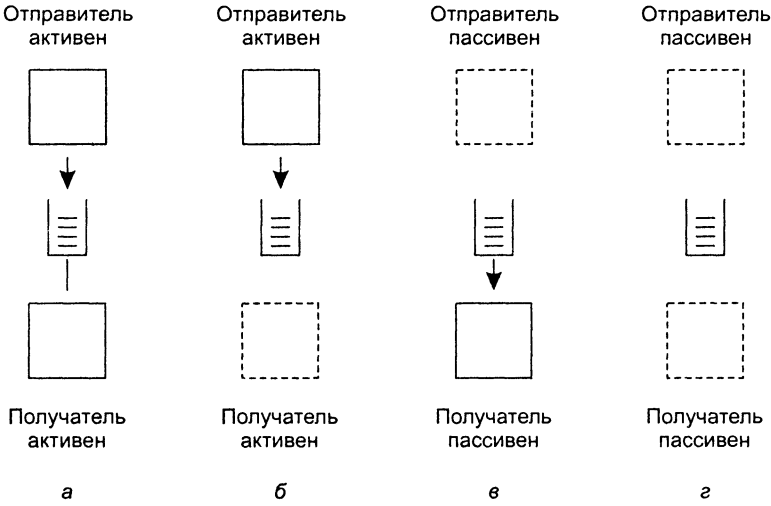 Отправитель
активен
Отправитель
активен
Отправитель
пассивен
Отправитель
пассивен
Получатель
активен
Получатель
активен
Получатель
пассивен
Получатель
пассивен
а
б
в
г